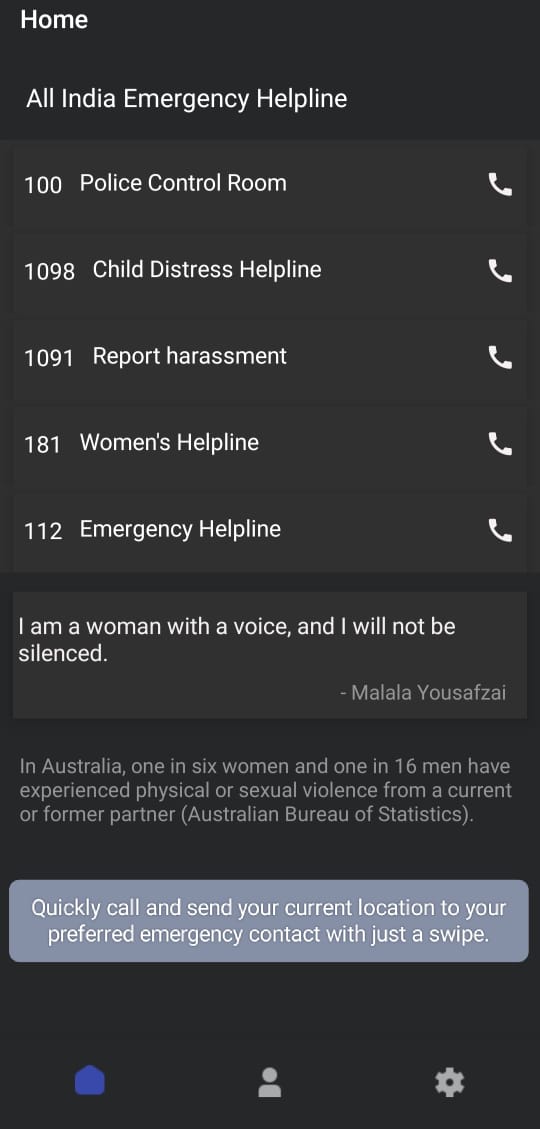 Home
All India Emergency Helpline
100 Police Control Room
1098 Child Distress Helpline
1091 Report harassment
181 Women's Helpline
112 Emergency Helpline
I am a woman with a voice, and I will not be
silenced.
- Malala Yousafzai
In Australia, one in six women and one in 16 men have
experienced physical or sexual violence from a current
or former partner (Australian Bureau of Statistics).
Quickly call and send your current location to your
preferred emergency contact with just a swipe.